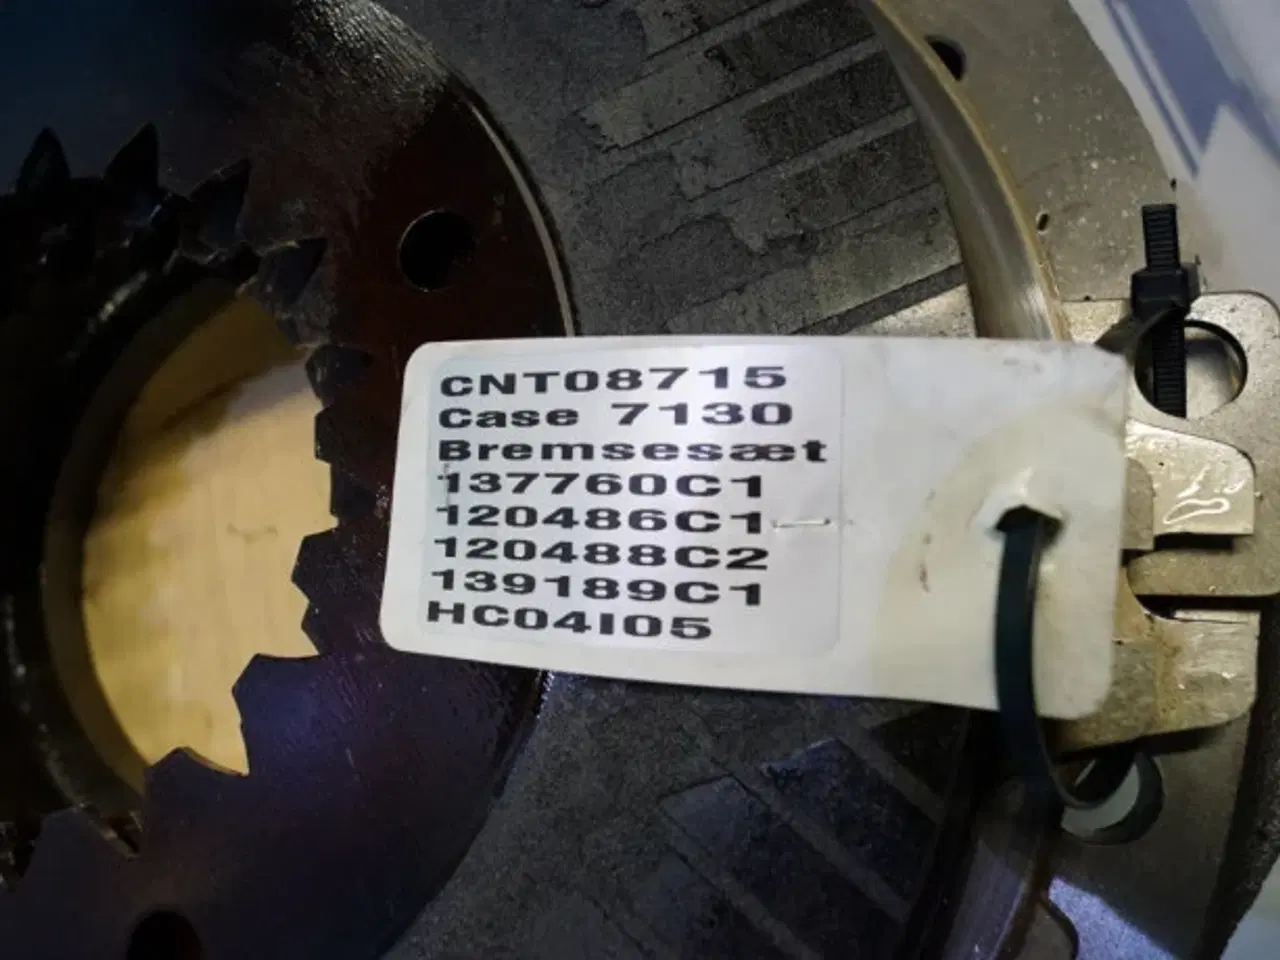 CNT08715
Case 7130
Bremsesæt
137760C1
120486C1
120488C2
139189C1
HC04I05